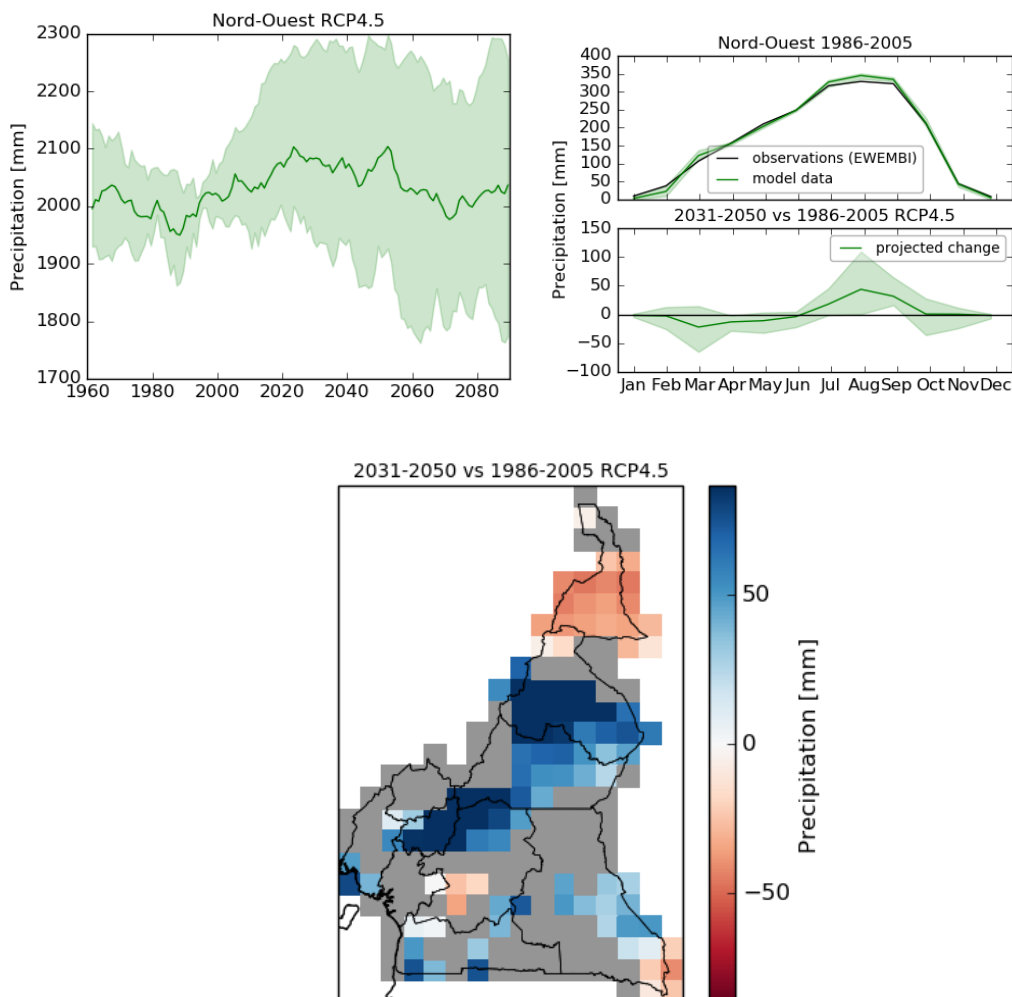 Nord-Ouest RCP4.5
Precipitation [mm]
2300
2200
2100
2000
1900
1800
1700
1960 1980 2000 2020 2040 2060 2080
Nord-Ouest 1986-2005
Precipitation [mm]
400
350
300
250
200
150
100
50
0
observations (EWEMBI)
model data
2031-2050 vs 1986-2005 RCP4.5
150
100
50
0
−50
−100
projected change
Jan Feb Mar Apr May Jun Jul Aug Sep Oct Nov Dec
2031-2050 vs 1986-2005 RCP4.5
50
0
−50
Precipitation [mm]